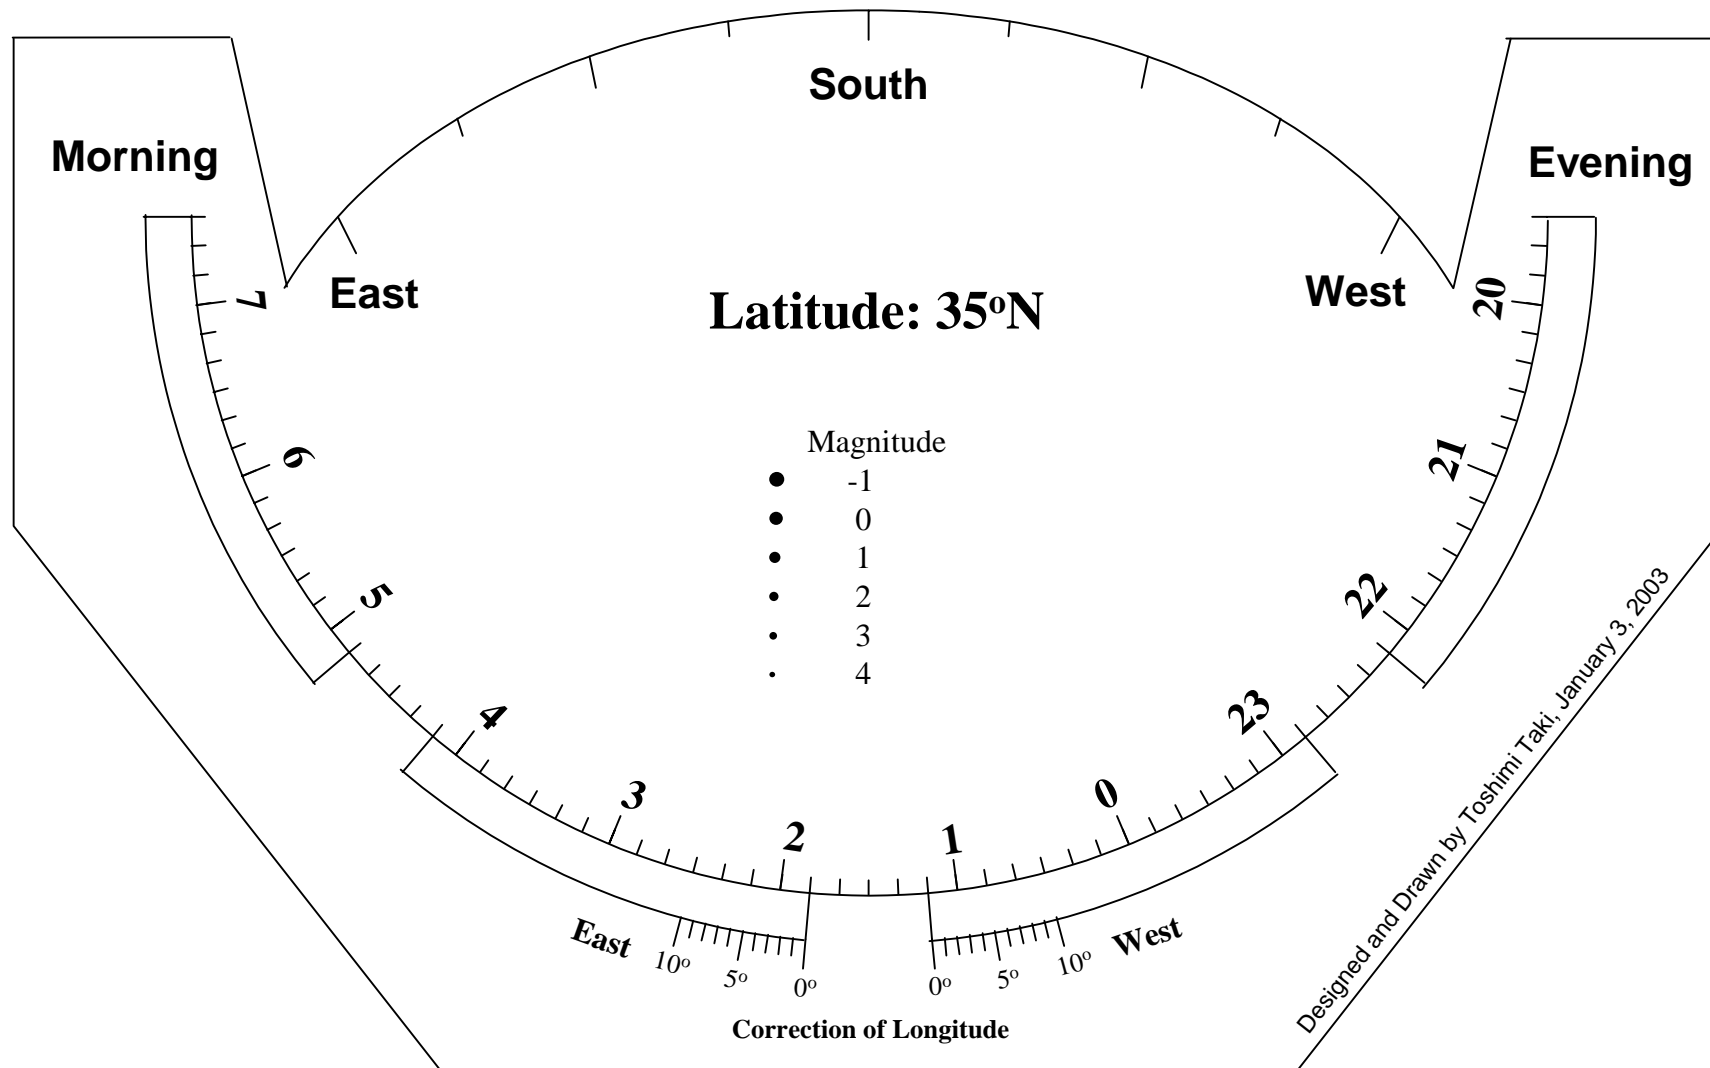 South
Morning
Evening
East
West
Latitude: 35oN
7
20
Magnitude
-1
0
1
2
3
4
6
21
5
22
4
23
3
0
2
1
East
10o
5o
0o
0o
5o
10o
West
Correction of Longitude
Designed and Drawn by Toshimi Taki, January 3, 2003